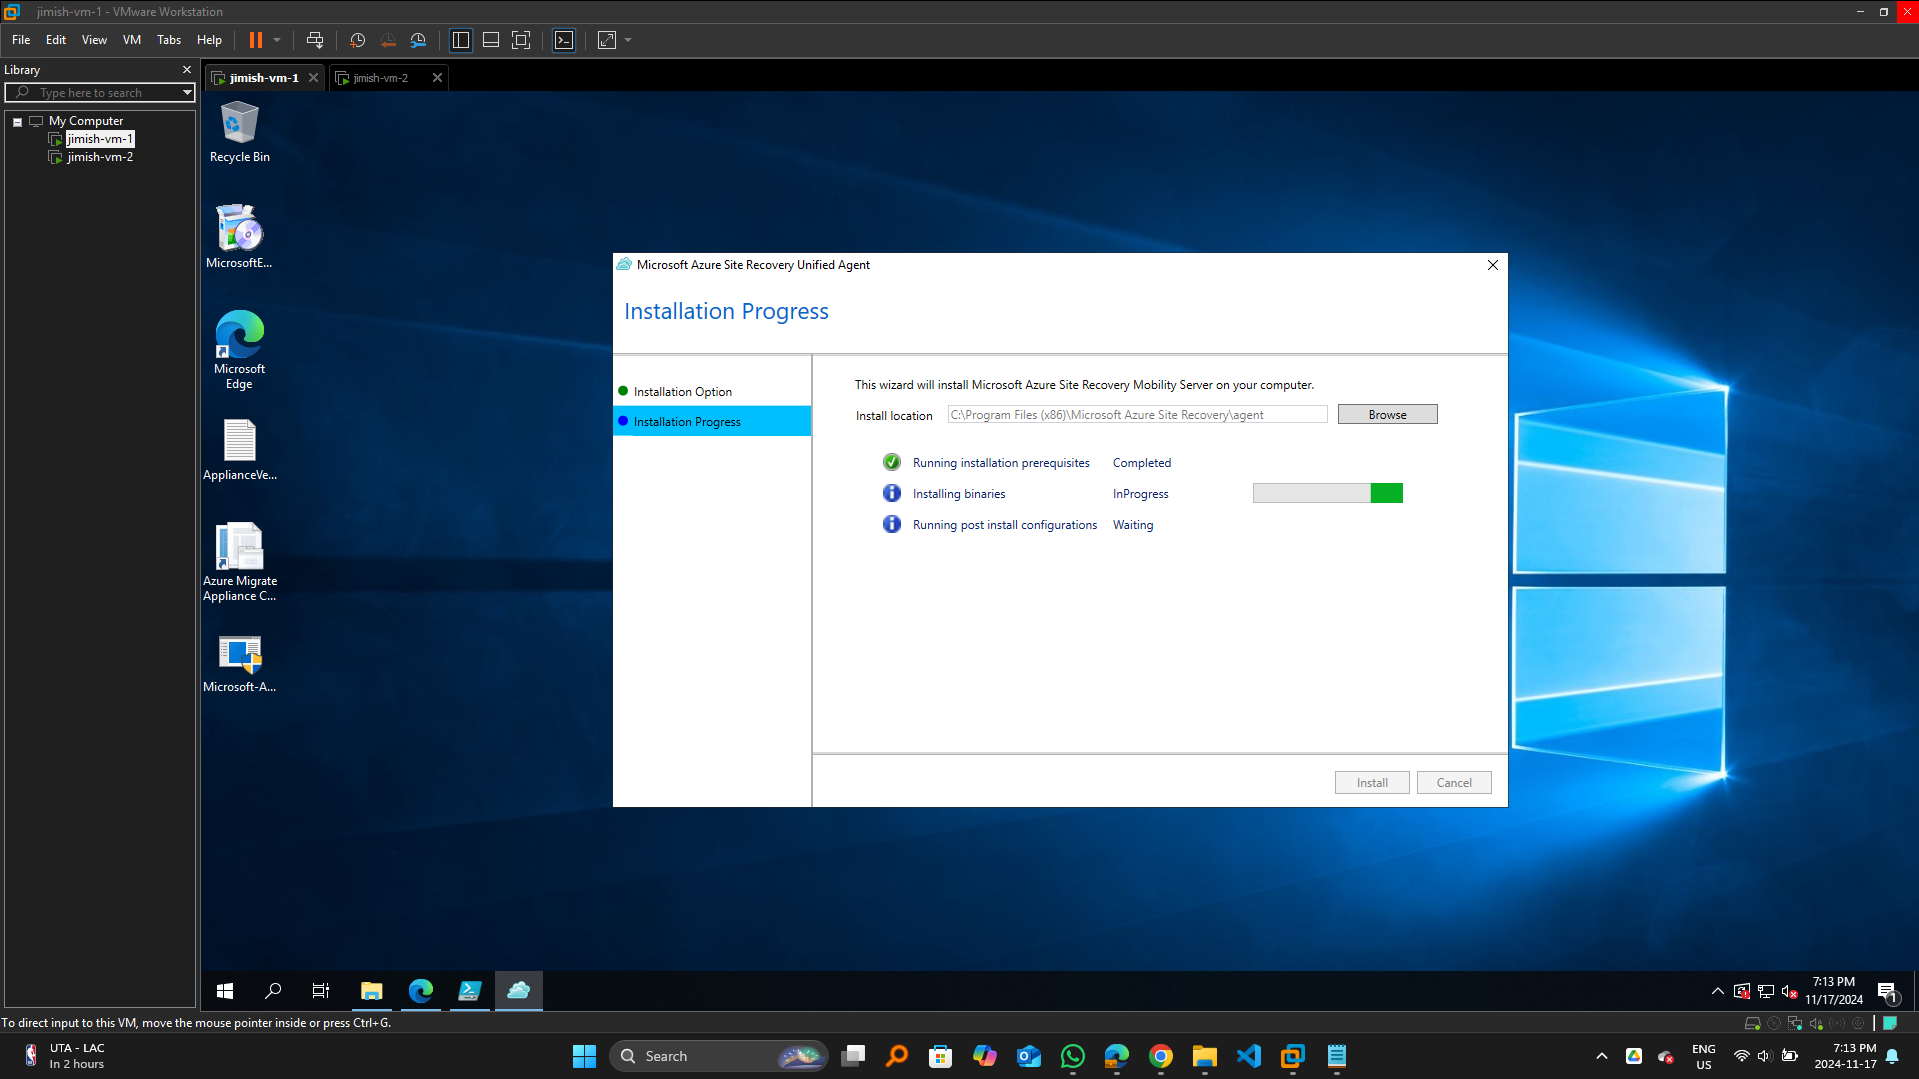 jimish-vm-1 - VMware Workstation
File Edit View VM Tabs Help
Library
Type here to search
My Computer
jimish-vm-1
jimish-vm-2
jimish-vm-1
jimish-vm-2
Recycle Bin
MicrosoftE...
Microsoft
Edge
ApplianceVe...
Azure Migrate
Appliance C...
Microsoft-A...
Microsoft Azure Site Recovery Unified Agent
Installation Progress
Installation Option
Installation Progress
This wizard will install Microsoft Azure Site Recovery Mobility Server on your computer.
Install location C:\Program Files (x86)\Microsoft Azure Site Recovery\agent Browse
Running installation prerequisites Completed
Installing binaries InProgress
Running post install configurations Waiting
Install Cancel
7:13 PM
11/17/2024
1
To direct input to this VM, move the mouse pointer inside or press Ctrl+G.
UTA - LAC
In 2 hours
Search
ENG
US
7:13 PM
2024-11-17